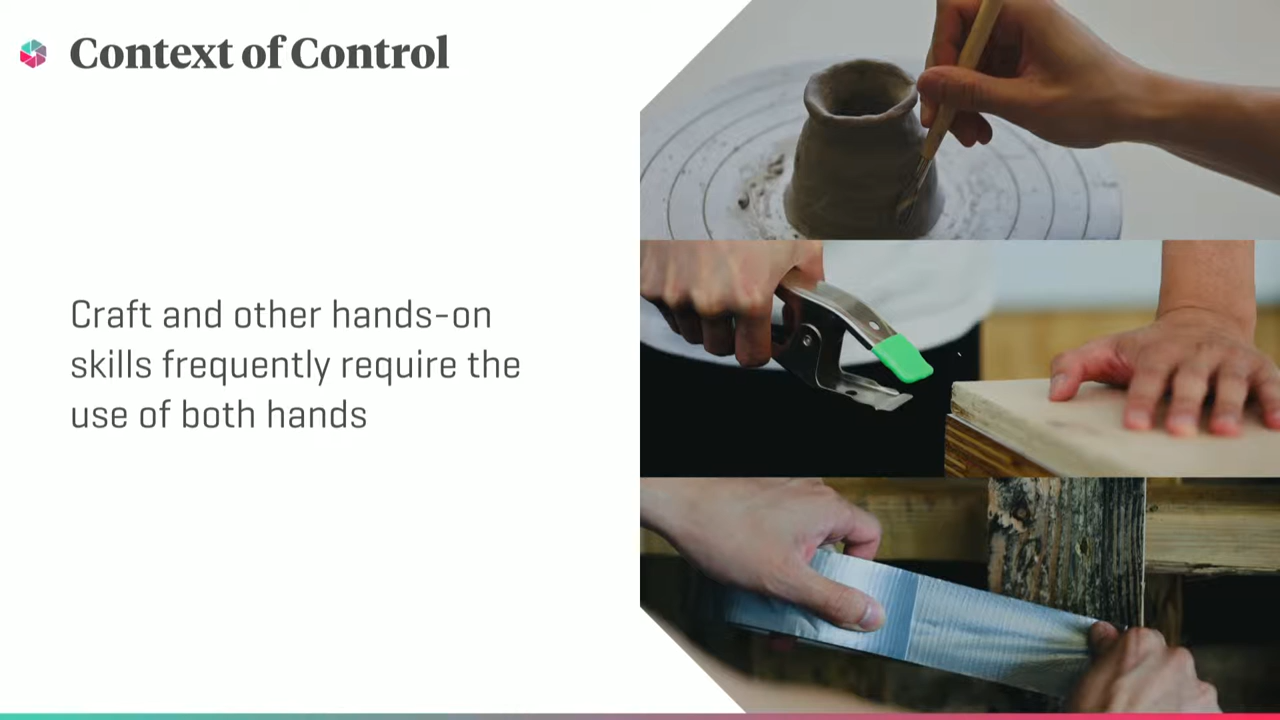 Context of Control
Craft and other hands-on
skills frequently require the
use of both hands